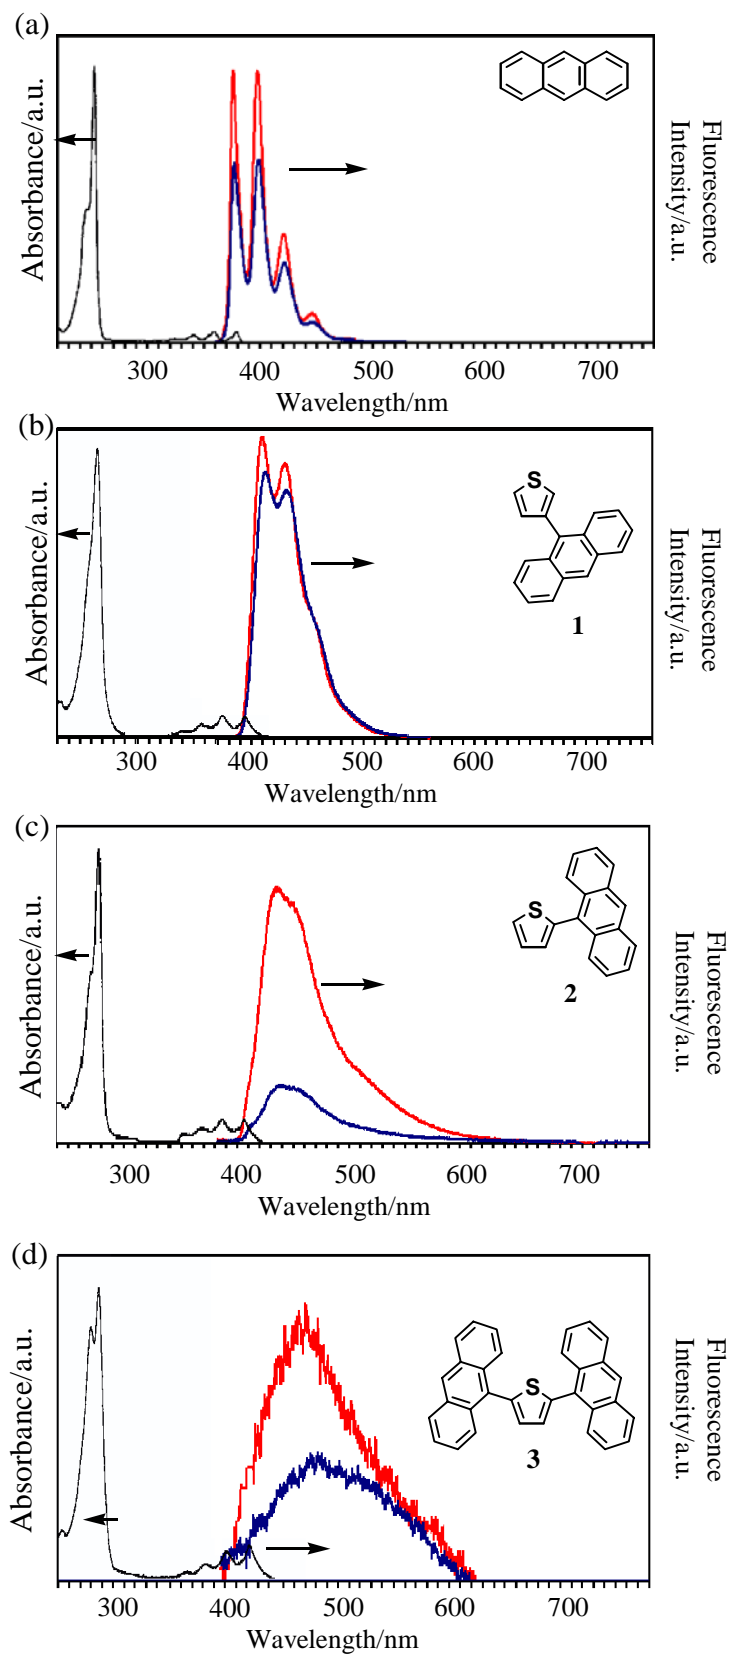 (a)
Absorbance/a.u.
Fluorescence
Intensity/a.u.
300 400 500 600 700
Wavelength/nm
(b)
Absorbance/a.u.
S
1
Fluorescence
Intensity/a.u.
300 400 500 600 700
Wavelength/nm
(c)
Absorbance/a.u.
S
2
Fluorescence
Intensity/a.u.
300 400 500 600 700
Wavelength/nm
(d)
Absorbance/a.u.
S
3
Fluorescence
Intensity/a.u.
300 400 500 600 700
Wavelength/nm